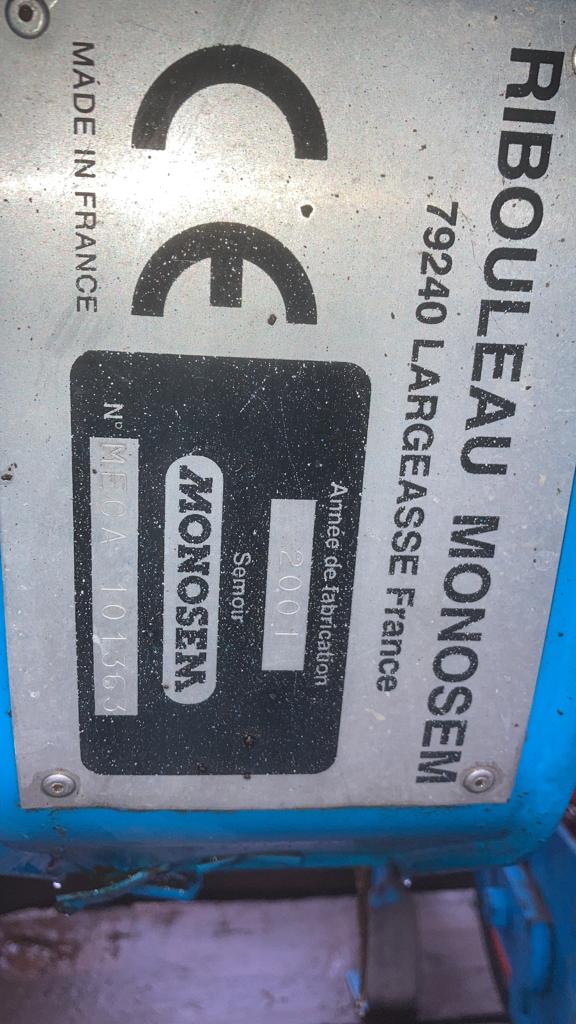 RIBOULEAU MONOSEM
79240 LARGEASSE France
Année de fabrication
2001
Semoir
MONOSEM
N° MECA 101363
CE
MADE IN FRANCE